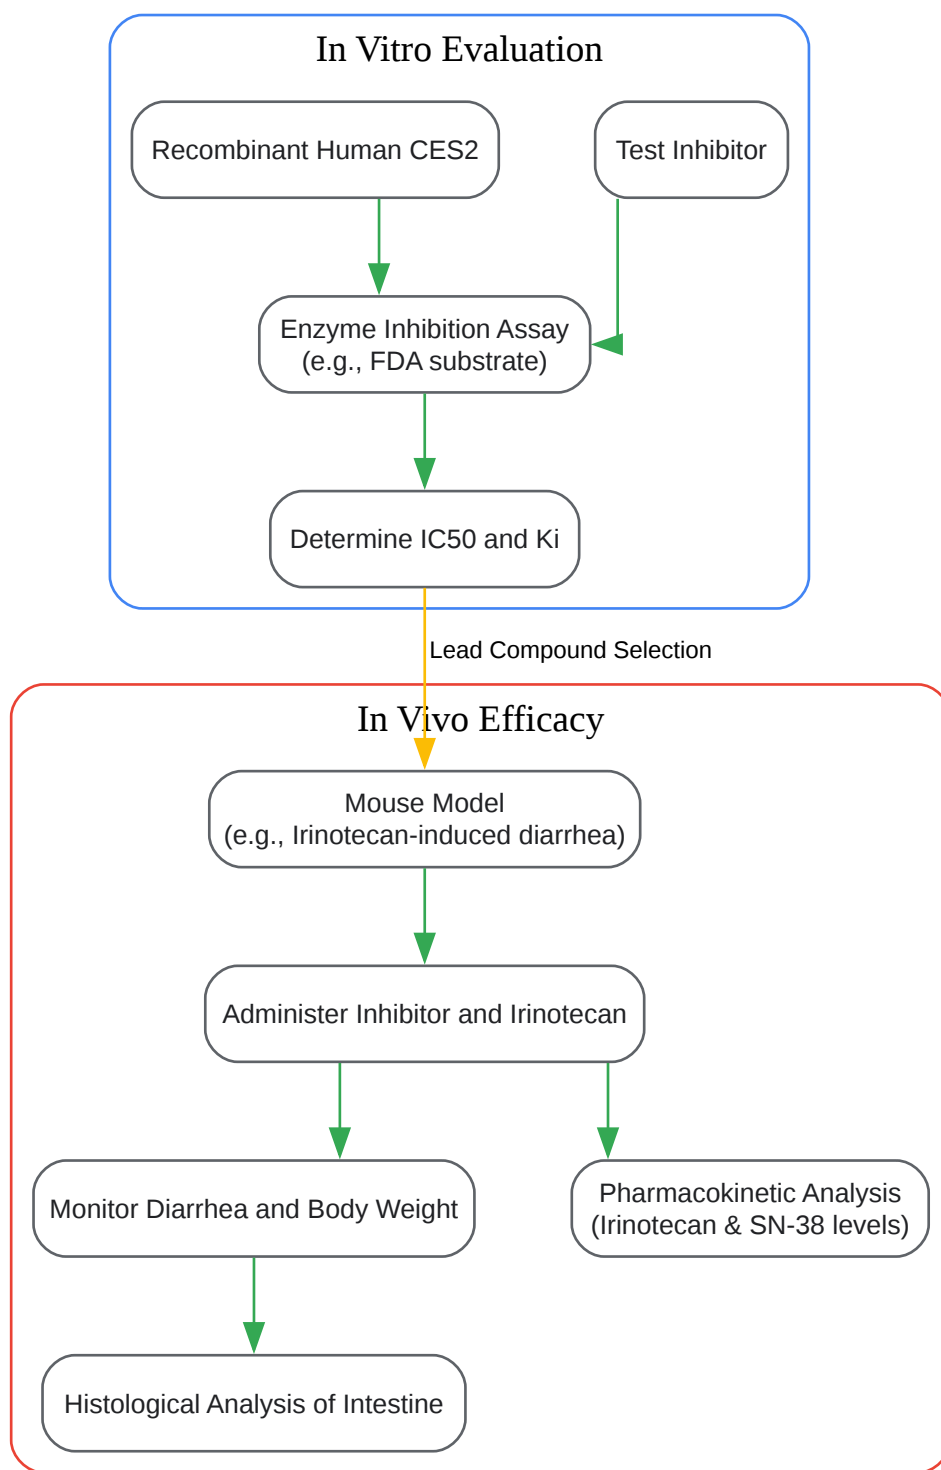 In Vitro Evaluation
Recombinant Human CES2
Test Inhibitor
Enzyme Inhibition Assay
(e.g., FDA substrate)
Determine IC50 and Ki
Lead Compound Selection
In Vivo Efficacy
Mouse Model
(e.g., Irinotecan-induced diarrhea)
Administer Inhibitor and Irinotecan
Monitor Diarrhea and Body Weight
Pharmacokinetic Analysis
(Irinotecan & SN-38 levels)
Histological Analysis of Intestine